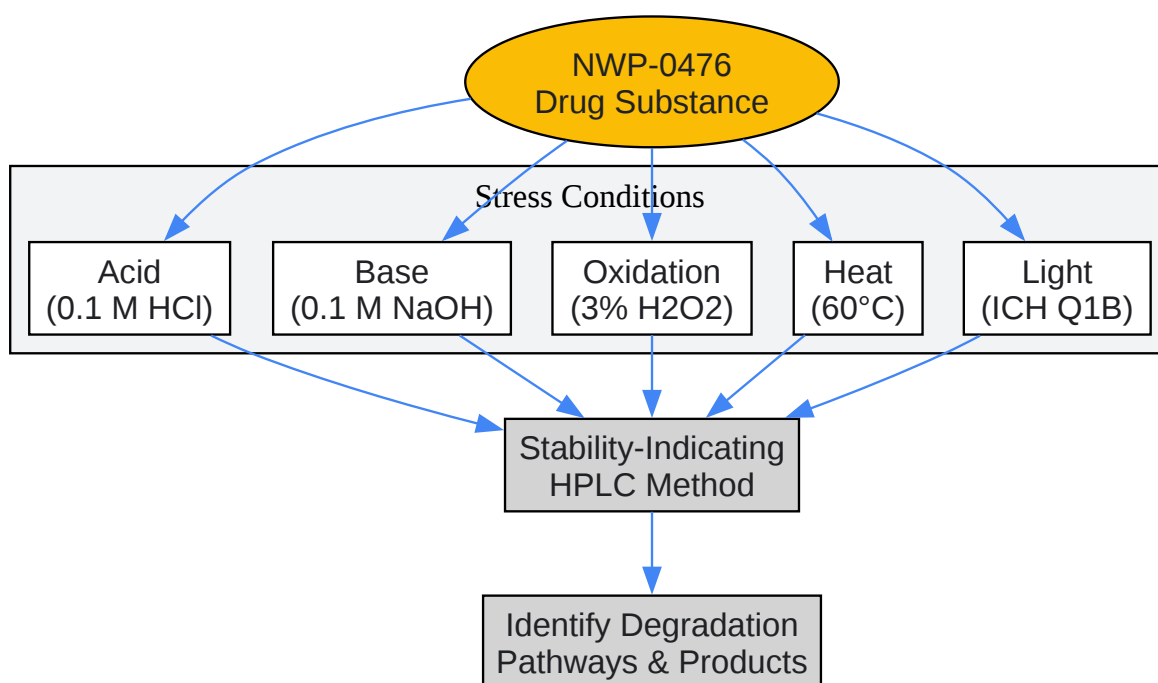 NWP-0476
Drug Substance
Stress Conditions
Acid
(0.1 M HCl)
Base
(0.1 M NaOH)
Oxidation
(3% H2O2)
Heat
(60°C)
Light
(ICH Q1B)
Stability-Indicating
HPLC Method
Identify Degradation
Pathways & Products